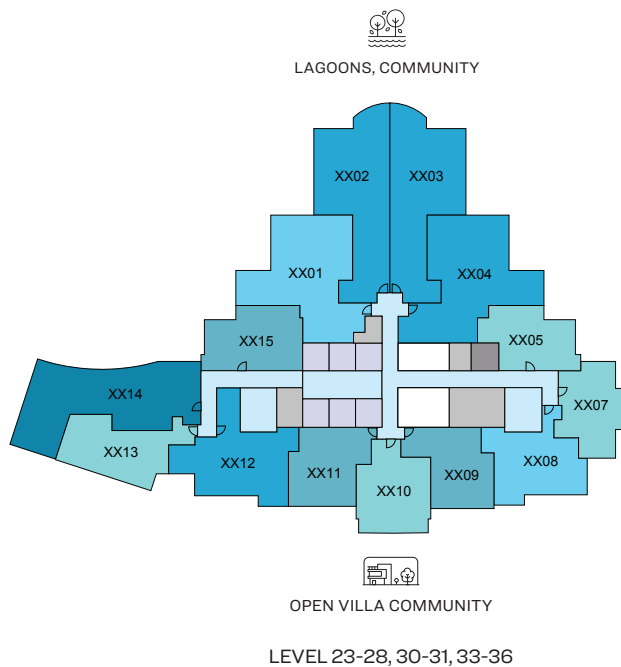 LAGOONS, COMMUNITY
XX02
XX03
XX01
XX04
XX15
XX05
XX14
XX07
XX13
XX12
XX11
XX10
XX09
XX08
OPEN VILLA COMMUNITY
LEVEL 23-28, 30-31, 33-36